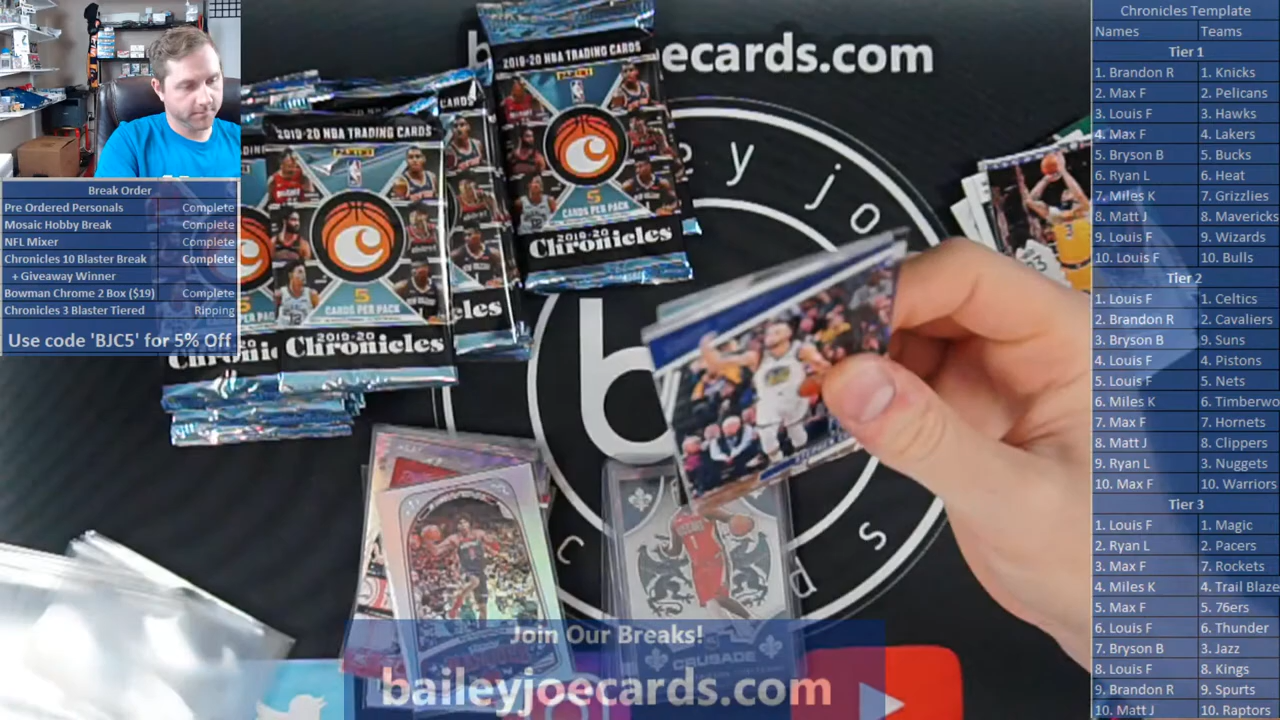 baileyjoecards.com
Break Order
Pre Ordered Personals Complete
Mosaic Hobby Break Complete
NFL Mixer Complete
Chronicles 10 Blaster Break Complete
+ Giveaway Winner
Bowman Chrome 2 Box ($19) Complete
Chronicles 3 Blaster Tiered Ripping
Use code 'BJC5' for 5% Off
ecards.com
2019-20 NBA TRADING CARDS
PANINI
5
CARDS PER PACK
2019-20
Chronicles
2019-20 NBA TRADING CARDS
PANINI
5
CARDS PER PACK
2019-20
Chronicles
CARDS
cles
y j o
c
s
d
CRUSADE
Join Our Breaks!
baileyjoecards.com
Chronicles Template
Names Teams
Tier 1
1. Brandon R 1. Knicks
2. Max F 2. Pelicans
3. Louis F 3. Hawks
4. Max F 4. Lakers
5. Bryson B 5. Bucks
6. Ryan L 6. Heat
7. Miles K 7. Grizzlies
8. Matt J 8. Mavericks
9. Louis F 9. Wizards
10. Louis F 10. Bulls
Tier 2
1. Louis F 1. Celtics
2. Brandon R 2. Cavaliers
3. Bryson B 9. Suns
4. Louis F 4. Pistons
5. Louis F 5. Nets
6. Miles K 6. Timberwo
7. Max F 7. Hornets
8. Matt J 8. Clippers
9. Ryan L 3. Nuggets
10. Max F 10. Warriors
Tier 3
1. Louis F 1. Magic
2. Ryan L 2. Pacers
3. Max F 7. Rockets
4. Miles K 4. Trail Blaze
5. Max F 5. 76ers
6. Louis F 6. Thunder
7. Bryson B 3. Jazz
8. Louis F 8. Kings
9. Brandon R 9. Spurts
10. Matt J 10. Raptors